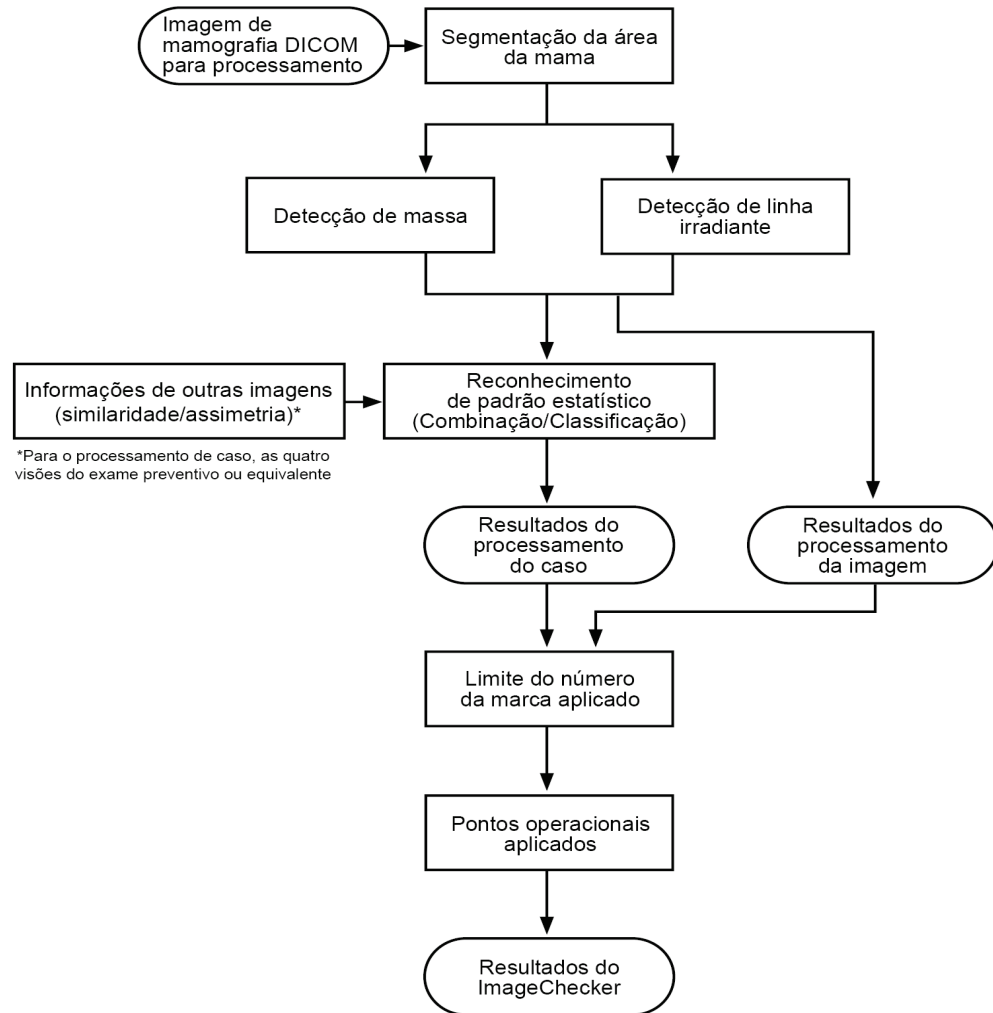 Imagem de
mamografia DICOM
para processamento
Segmentação da área
da mama
Detecção de massa
Detecção de linha
irradiante
Informações de outras imagens
(similaridade/assimetria)*
*Para o processamento de caso, as quatro
visões do exame preventivo ou equivalente
Reconhecimento
de padrão estatístico
(Combinação/Classificação)
Resultados do
processamento
do caso
Resultados do
processamento
da imagem
Limite do número
da marca aplicado
Pontos operacionais
aplicados
Resultados do
ImageChecker